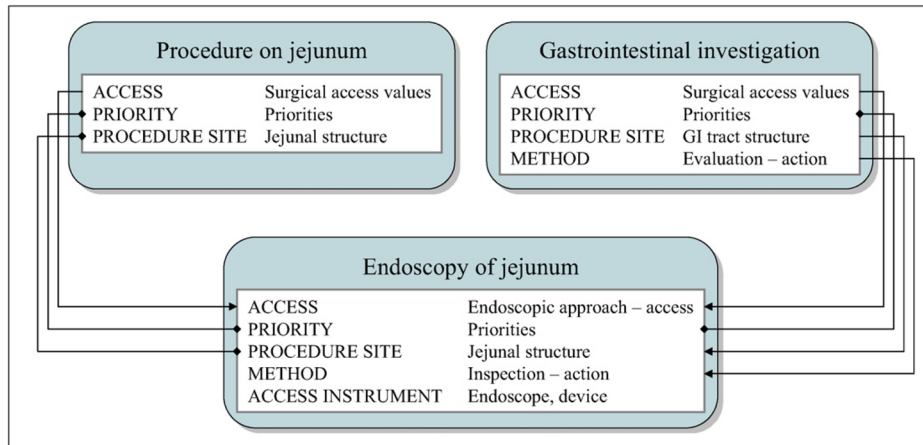 Procedure on jejunum
ACCESS Surgical access values
PRIORITY Priorities
PROCEDURE SITE Jejunal structure
Gastrointestinal investigation
ACCESS Surgical access values
PRIORITY Priorities
PROCEDURE SITE GI tract structure
METHOD Evaluation – action
Endoscopy of jejunum
ACCESS Endoscopic approach – access
PRIORITY Priorities
PROCEDURE SITE Jejunal structure
METHOD Inspection – action
ACCESS INSTRUMENT Endoscope, device